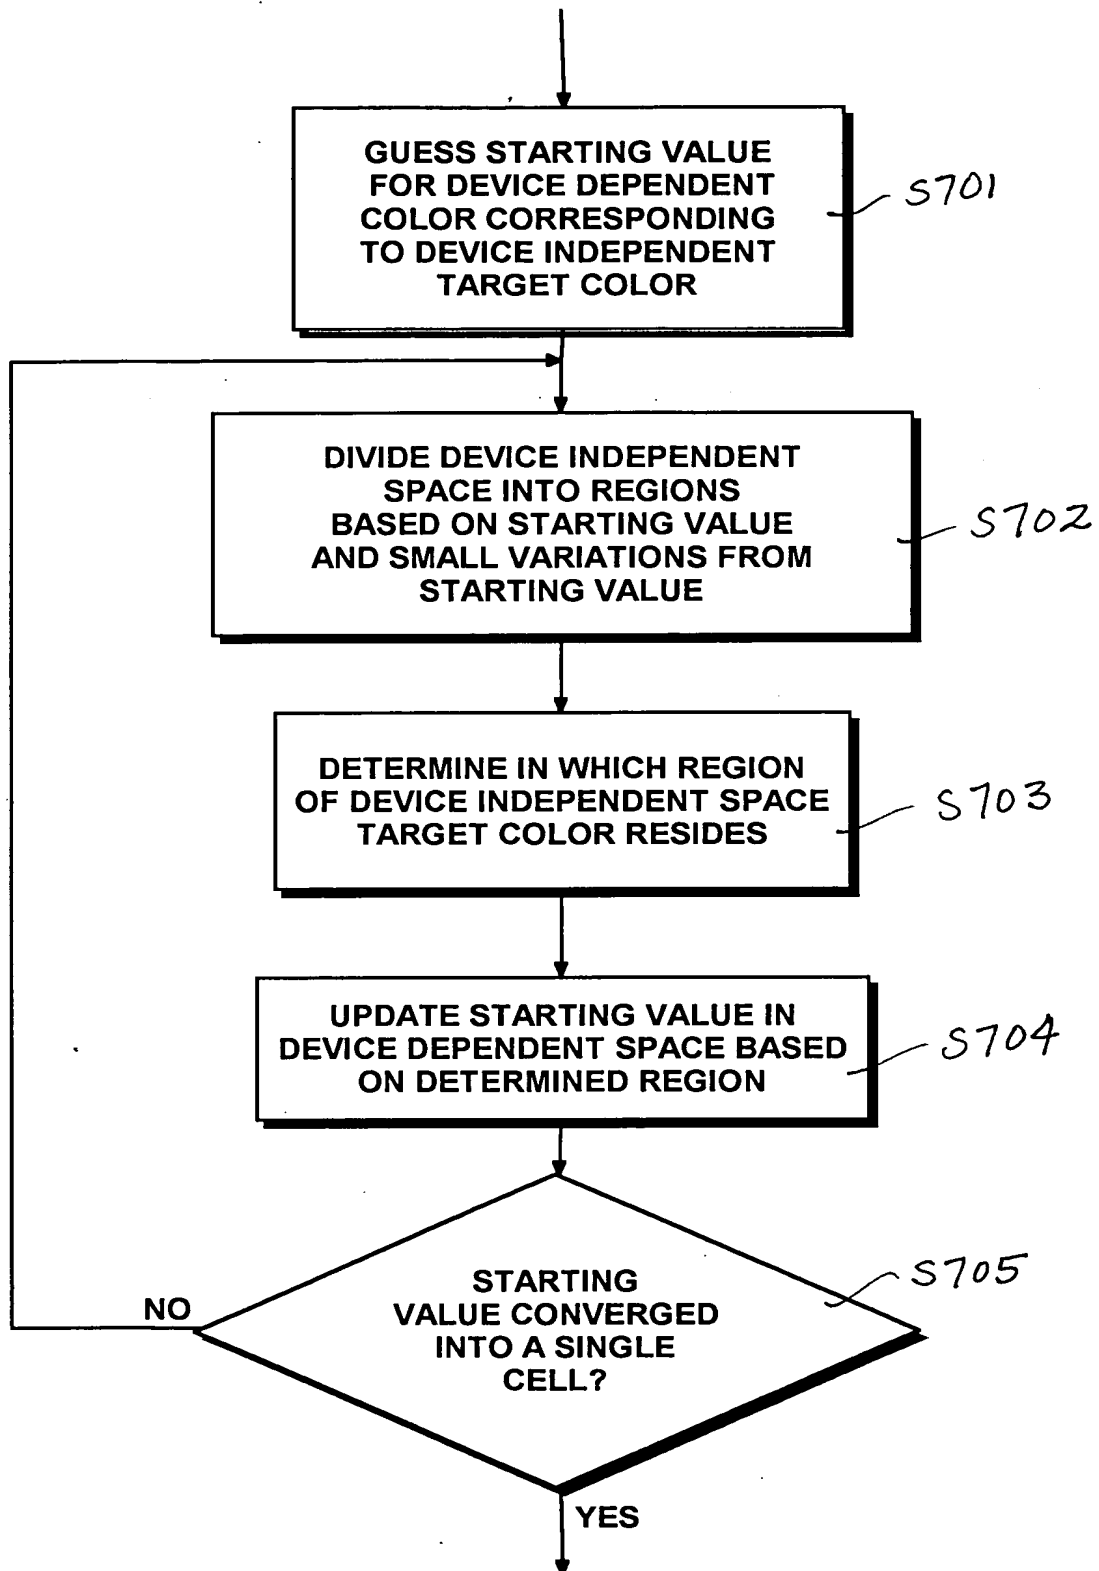 GUESS STARTING VALUE
FOR DEVICE DEPENDENT
COLOR CORRESPONDING
TO DEVICE INDEPENDENT
TARGET COLOR
S701
DIVIDE DEVICE INDEPENDENT
SPACE INTO REGIONS
BASED ON STARTING VALUE
AND SMALL VARIATIONS FROM
STARTING VALUE
S702
DETERMINE IN WHICH REGION
OF DEVICE INDEPENDENT SPACE
TARGET COLOR RESIDES
S703
UPDATE STARTING VALUE IN
DEVICE DEPENDENT SPACE BASED
ON DETERMINED REGION
S704
STARTING
VALUE CONVERGED
INTO A SINGLE
CELL?
S705
NO
YES